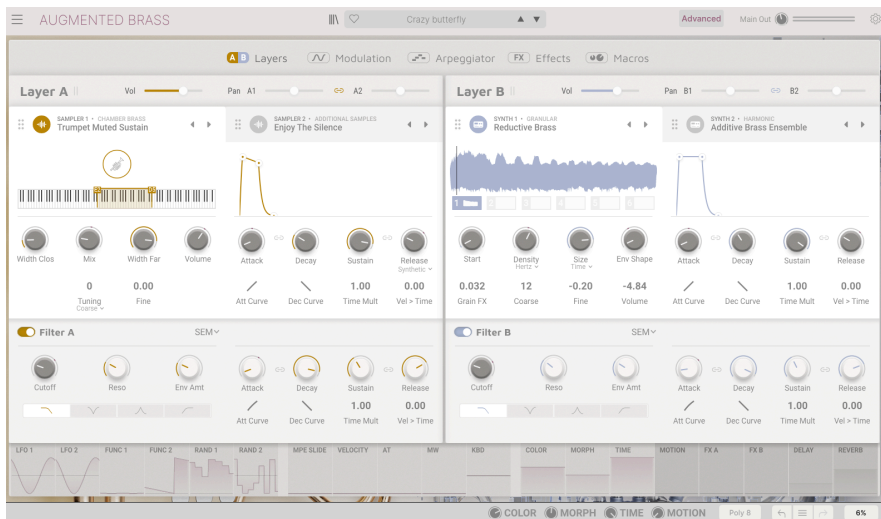 AUGMENTED BRASS
Crazy butterfly
Advanced
Main Out
A B Layers
Modulation
Arpeggiator
FX Effects
Macros
Layer A
Vol
Pan A1
A2
Layer B
Vol
Pan B1
B2
SAMPLER 1 • CHAMBER BRASS
Trumpet Muted Sustain
SAMPLER 2 • ADDITIONAL SAMPLES
Enjoy The Silence
SYNTH 1 • GRANULAR
Reductive Brass
SYNTH 2 • HARMONIC
Additive Brass Ensemble
1 2 3 4 5 6
Width Clos
Mix
Width Far
Volume
Attack
Decay
Sustain
Release
Synthetic
Start
Density
Hertz
Size
Time
Env Shape
Attack
Decay
Sustain
Release
0
Tuning
Coarse
0.00
Fine
Att Curve
Dec Curve
1.00
Time Mult
0.00
Vel > Time
0.032
Grain FX
12
Coarse
-0.20
Fine
-4.84
Volume
Att Curve
Dec Curve
1.00
Time Mult
0.00
Vel > Time
Filter A
SEM
Filter B
SEM
Cutoff
Reso
Env Amt
Attack
Decay
Sustain
Release
Cutoff
Reso
Env Amt
Attack
Decay
Sustain
Release
Att Curve
Dec Curve
1.00
Time Mult
0.00
Vel > Time
Att Curve
Dec Curve
1.00
Time Mult
0.00
Vel > Time
LFO 1
LFO 2
FUNC 1
FUNC 2
RAND 1
RAND 2
MPE SLIDE
VELOCITY
AT
MW
KBD
COLOR
MORPH
TIME
MOTION
FX A
FX B
DELAY
REVERB
COLOR
MORPH
TIME
MOTION
Poly 8
6%